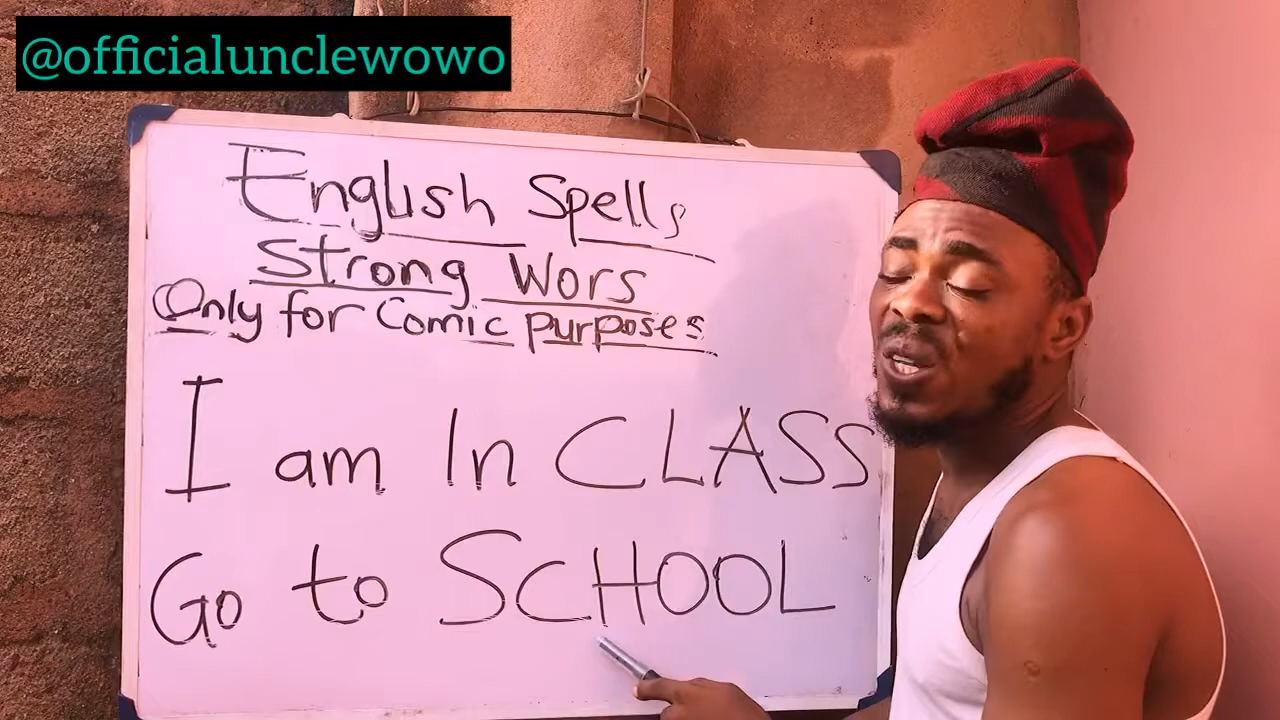 @officialunclewowo
English Spells
Strong Wors
Only for Comic purposes
I am In CLASS
Go to SCHOOL